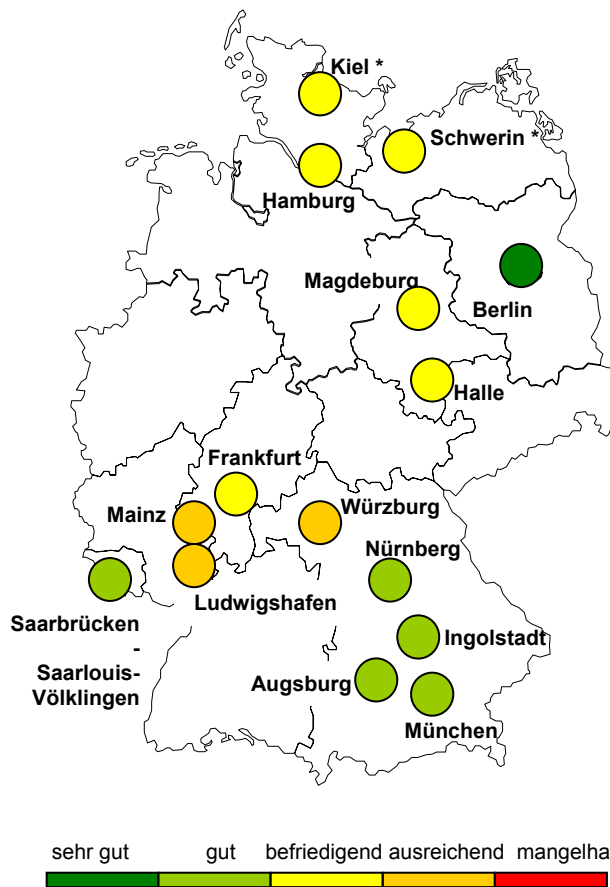 Kiel *
Schwerin *
Hamburg
Magdeburg
Berlin
Halle
Frankfurt
Mainz
Würzburg
Nürnberg
Ludwigshafen
Saarbrücken
-
Saarlouis-
Völklingen
Ingolstadt
Augsburg
München
sehr gut gut befriedigend ausreichend mangelha